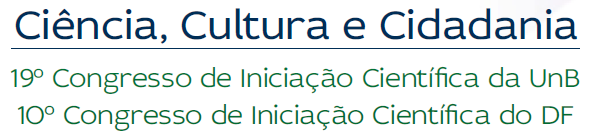 Ciência, Cultura e Cidadania
19º Congresso de Iniciação Científica da UnB
10º Congresso de Iniciação Científica do DF